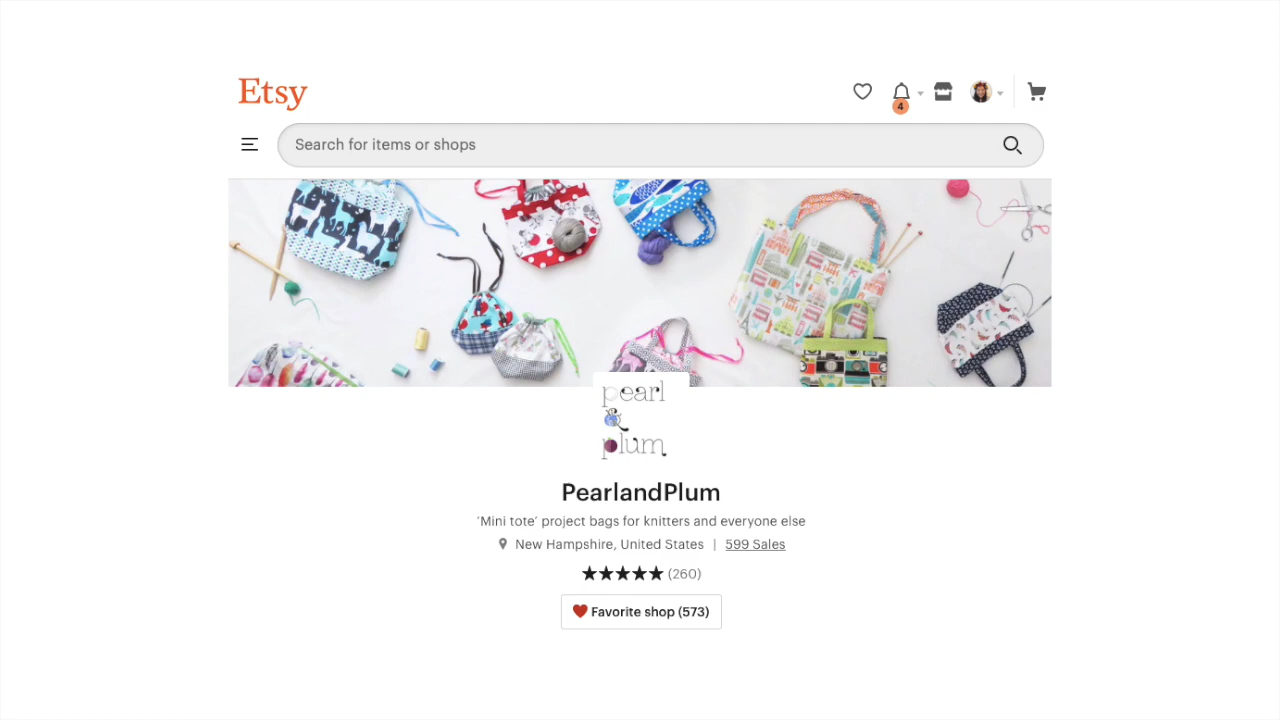 Etsy
4
Search for items or shops
pearl
&
plum
PearlandPlum
'Mini tote' project bags for knitters and everyone else
New Hampshire, United States | 599 Sales
★★★★★ (260)
Favorite shop (573)